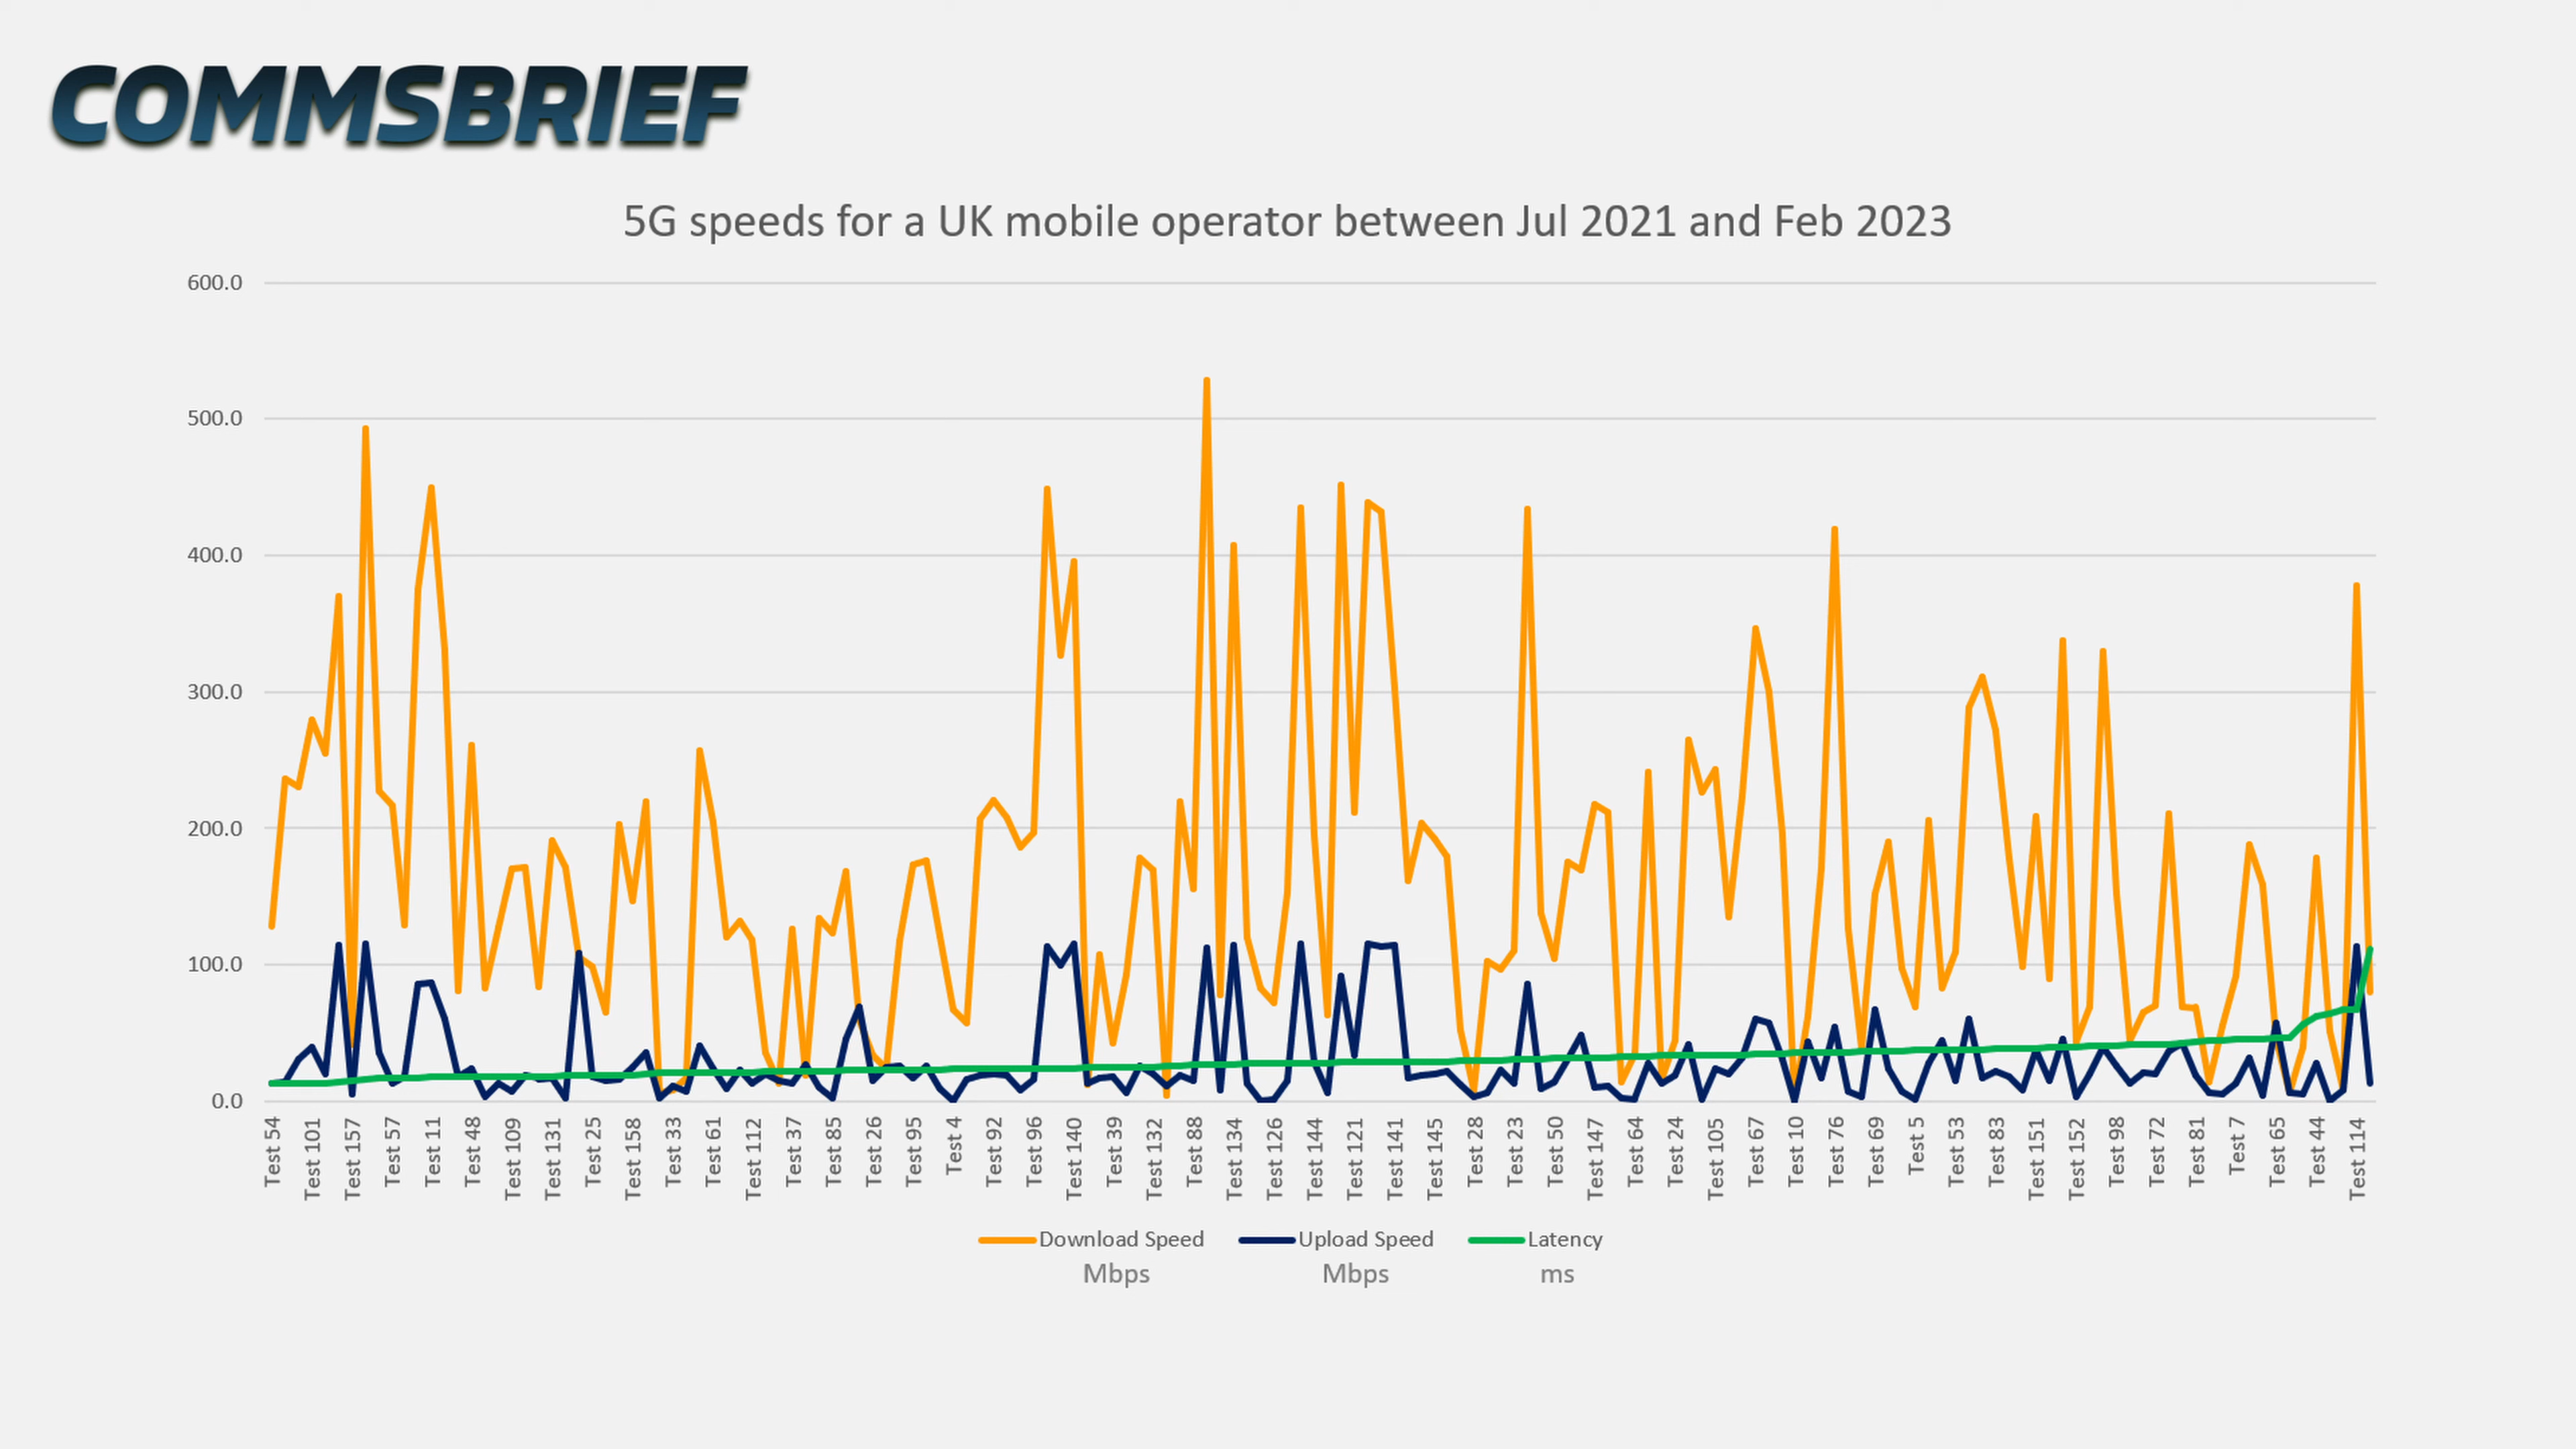 COMMSBRIEF
5G speeds for a UK mobile operator between Jul 2021 and Feb 2023
600.0
500.0
400.0
300.0
200.0
100.0
0.0
Test 54
Test 101
Test 157
Test 57
Test 11
Test 48
Test 109
Test 131
Test 25
Test 158
Test 33
Test 61
Test 112
Test 37
Test 85
Test 26
Test 95
Test 4
Test 92
Test 96
Test 140
Test 39
Test 132
Test 88
Test 134
Test 126
Test 144
Test 121
Test 141
Test 145
Test 28
Test 23
Test 50
Test 147
Test 64
Test 24
Test 105
Test 67
Test 10
Test 76
Test 69
Test 5
Test 53
Test 83
Test 151
Test 152
Test 98
Test 72
Test 81
Test 7
Test 65
Test 44
Test 114
Download Speed Upload Speed Latency
Mbps Mbps ms